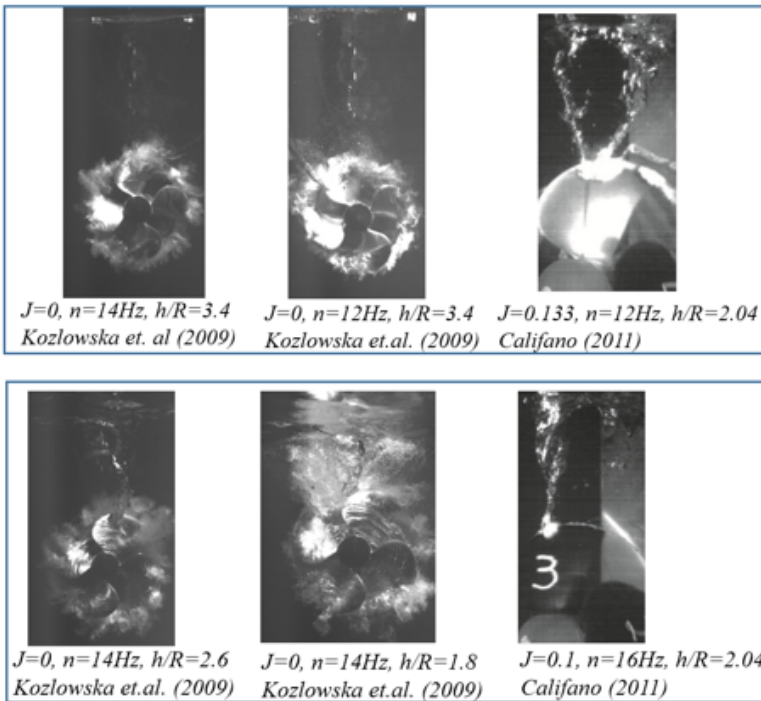 J=0, n=14Hz, h/R=3.4
Kozlowska et. al (2009)
J=0, n=12Hz, h/R=3.4
Kozlowska et.al. (2009)
J=0.133, n=12Hz, h/R=2.04
Califano (2011)
3
J=0, n=14Hz, h/R=2.6
Kozlowska et.al. (2009)
J=0, n=14Hz, h/R=1.8
Kozlowska et.al. (2009)
J=0.1, n=16Hz, h/R=2.04
Califano (2011)